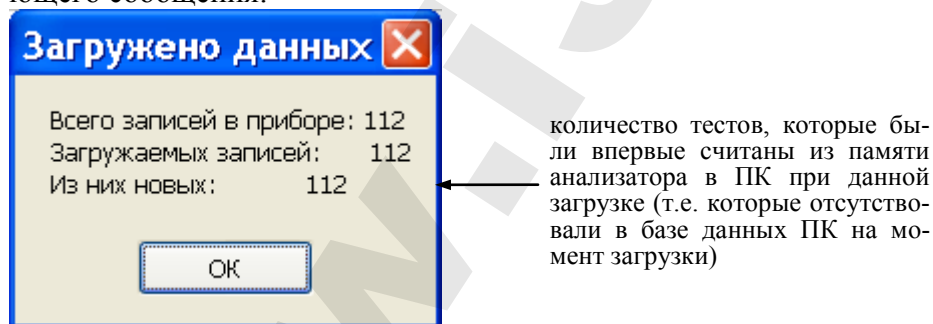 ющего сообщения:
Загружено данных
Всего записей в приборе: 112
Загружаемых записей: 112
Из них новых: 112
OK
количество тестов, которые бы-
ли впервые считаны из памяти
анализатора в ПК при данной
загрузке (т.е. которые отсутство-
вали в базе данных ПК на мо-
мент загрузки)